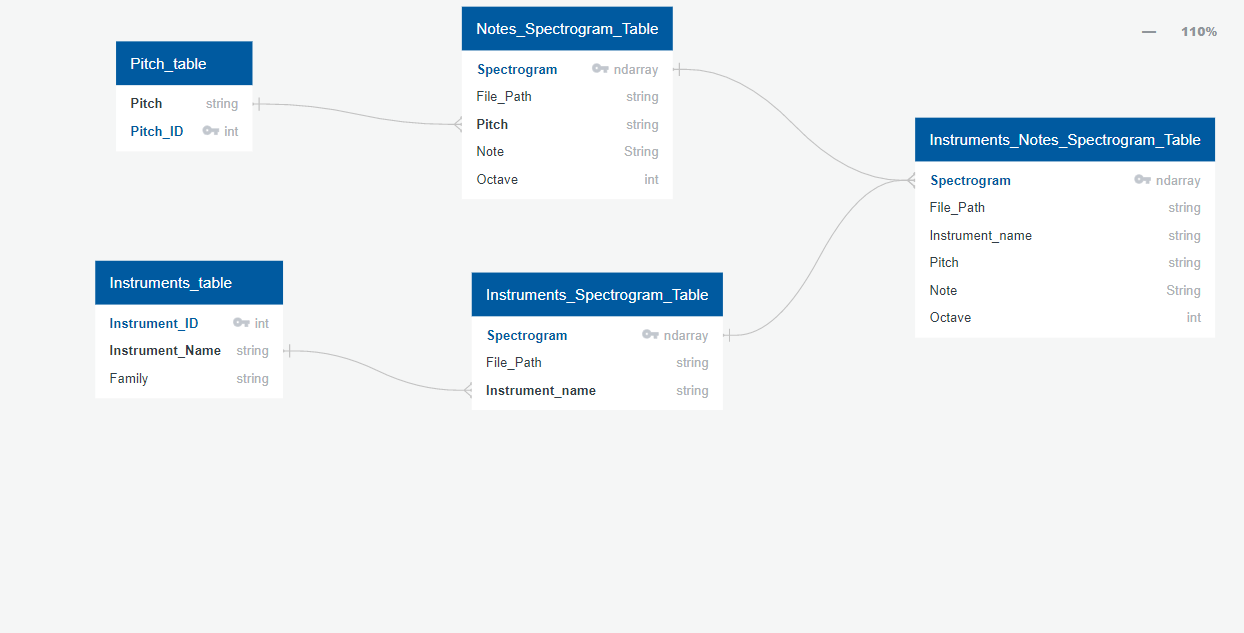 110%
Pitch_table
Pitch string
Pitch_ID int
Notes_Spectrogram_Table
Spectrogram ndarray
File_Path string
Pitch string
Note String
Octave int
Instruments_table
Instrument_ID int
Instrument_Name string
Family string
Instruments_Spectrogram_Table
Spectrogram ndarray
File_Path string
Instrument_name string
Instruments_Notes_Spectrogram_Table
Spectrogram ndarray
File_Path string
Instrument_name string
Pitch string
Note String
Octave int